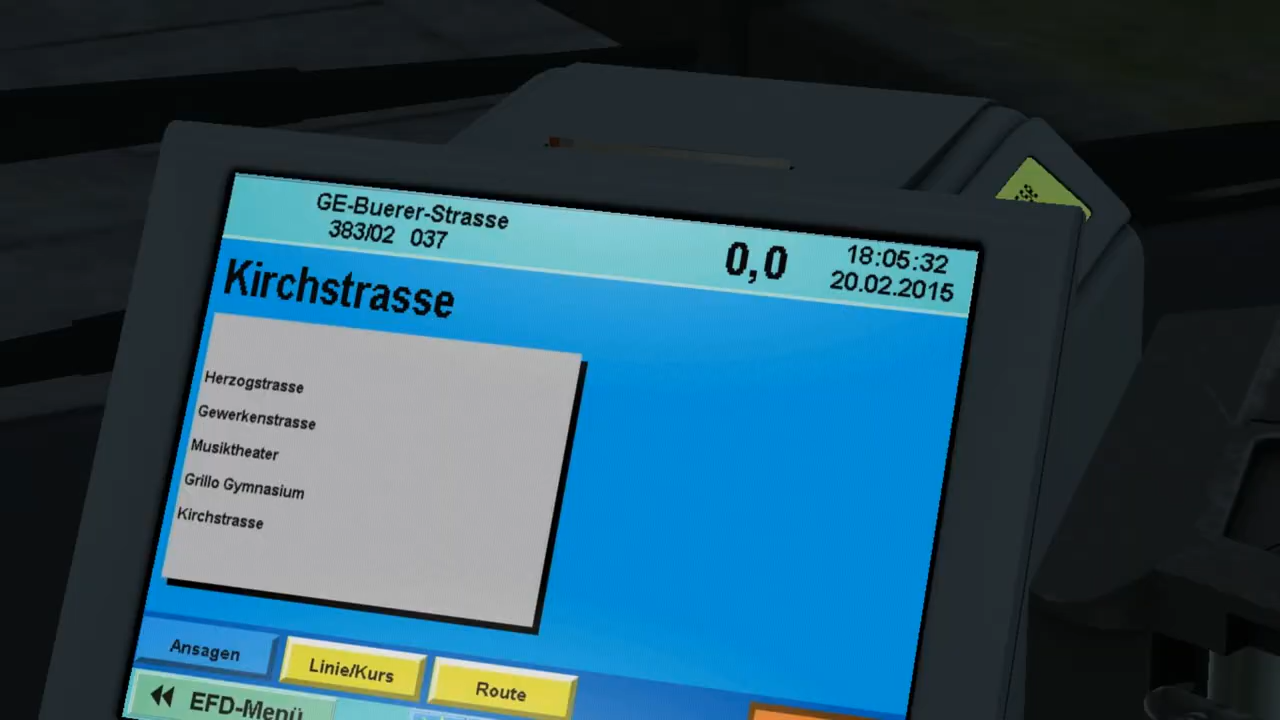 GE-Buerer-Strasse
383/02 037
0,0
18:05:32
20.02.2015
Kirchstrasse
Herzogstrasse
Gewerkenstrasse
Musiktheater
Grillo Gymnasium
Kirchstrasse
Ansagen
Linie/Kurs
Route
EFD-Menü